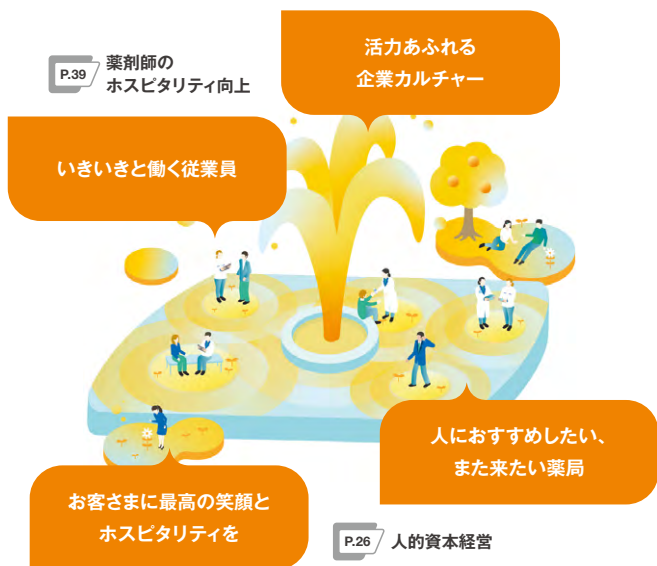 活力あふれる
企業カルチャー
P.39
薬剤師の
ホスピタリティ向上
いきいきと働く従業員
人におすすめしたい、
また来たい薬局
お客さまに最高の笑顔と
ホスピタリティを
P.26
人的資本経営